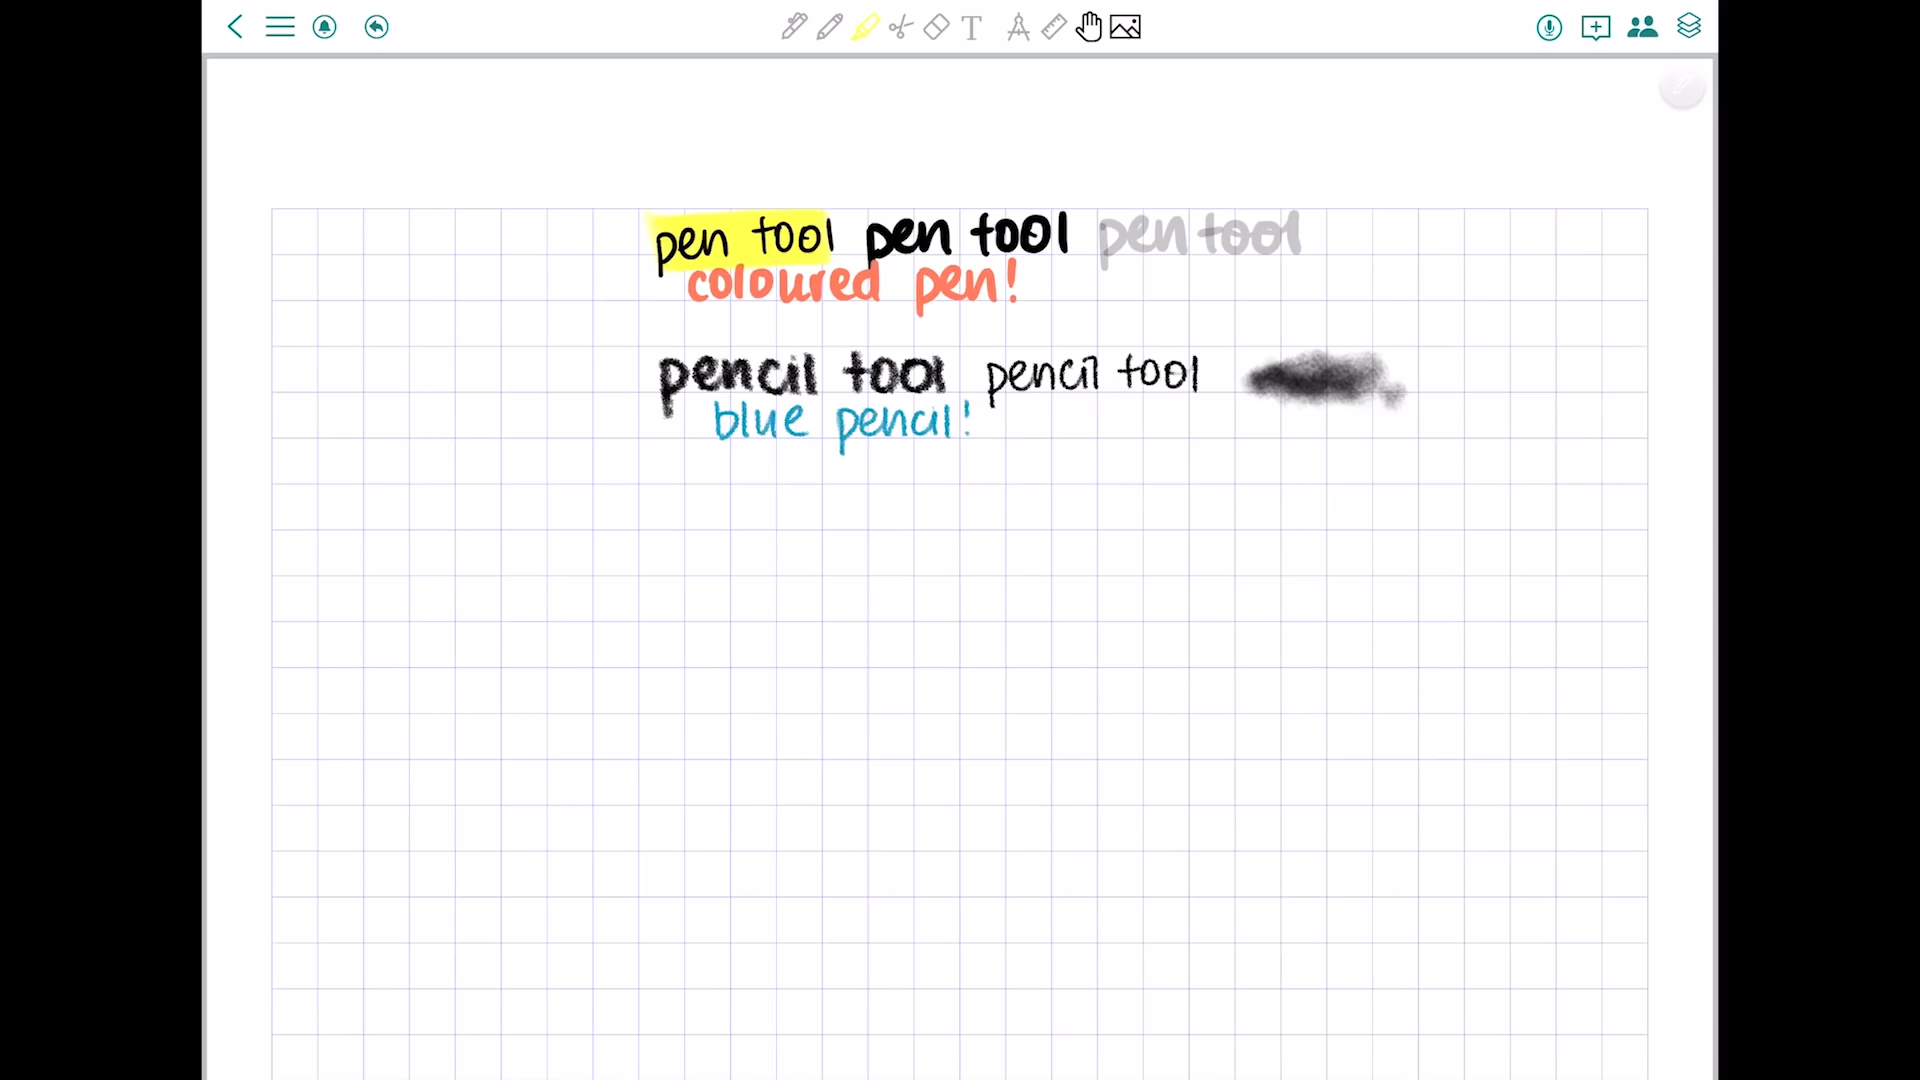 pen tool pen tool pen tool
coloured pen!
pencil tool pencil tool
blue pencil!